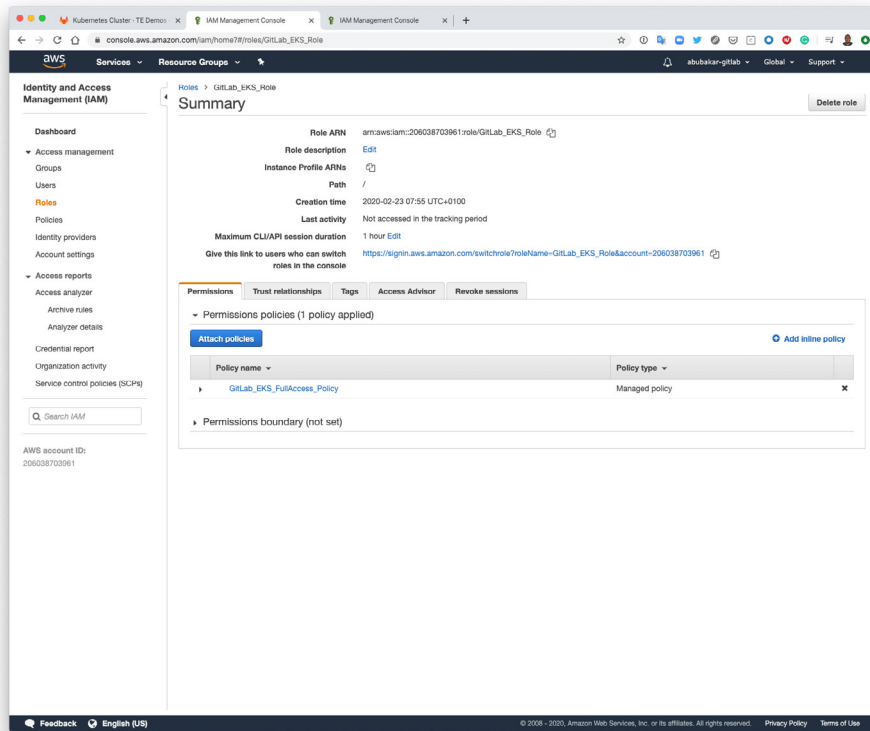 Kubernetes Cluster · TE Demos
IAM Management Console
IAM Management Console
console.aws.amazon.com/iam/home?#/roles/GitLab_EKS_Role
aws
Services
Resource Groups
abubakar-gitlab
Global
Support
Identity and Access Management (IAM)
Dashboard
Access management
Groups
Users
Roles
Policies
Identity providers
Account settings
Access reports
Access analyzer
Archive rules
Analyzer details
Credential report
Organization activity
Service control policies (SCPs)
Search IAM
AWS account ID:
206038703961
Roles > GitLab_EKS_Role
Summary
Delete role
Role ARN arn:aws:iam::206038703961:role/GitLab_EKS_Role
Role description Edit
Instance Profile ARNs
Path /
Creation time 2020-02-23 07:55 UTC+0100
Last activity Not accessed in the tracking period
Maximum CLI/API session duration 1 hour Edit
Give this link to users who can switch roles in the console https://signin.aws.amazon.com/switchrole?roleName=GitLab_EKS_Role&account=206038703961
Permissions
Trust relationships
Tags
Access Advisor
Revoke sessions
Permissions policies (1 policy applied)
Attach policies
Add inline policy
Policy name
Policy type
GitLab_EKS_FullAccess_Policy
Managed policy
Permissions boundary (not set)
Feedback
English (US)
© 2008 - 2020, Amazon Web Services, Inc. or its affiliates. All rights reserved.
Privacy Policy
Terms of Use